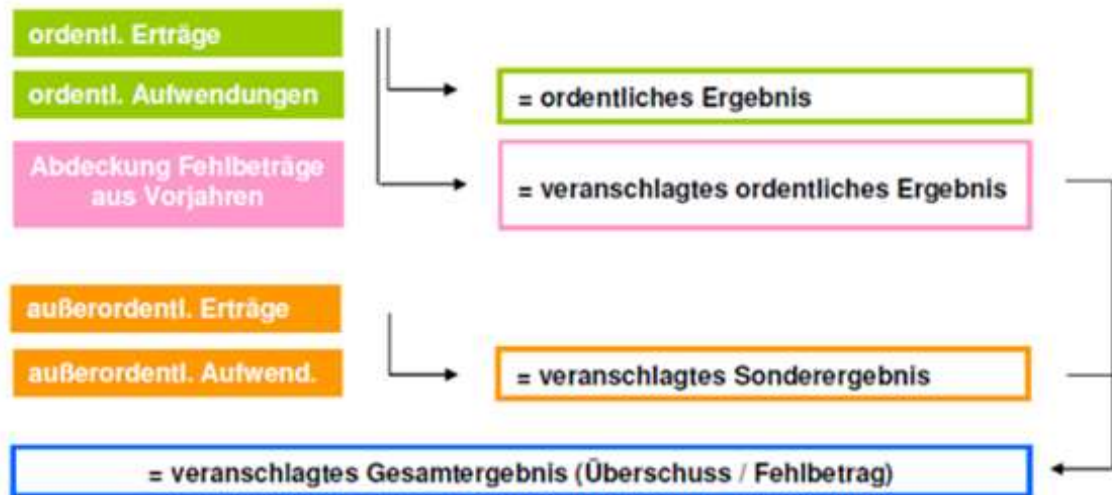 ordentl. Erträge
ordentl. Aufwendungen
= ordentliches Ergebnis
Abdeckung Fehlbeträge
aus Vorjahren
= veranschlagtes ordentliches Ergebnis
außerordentl. Erträge
außerordentl. Aufwend.
= veranschlagtes Sonderergebnis
= veranschlagtes Gesamtergebnis (Überschuss / Fehlbetrag)